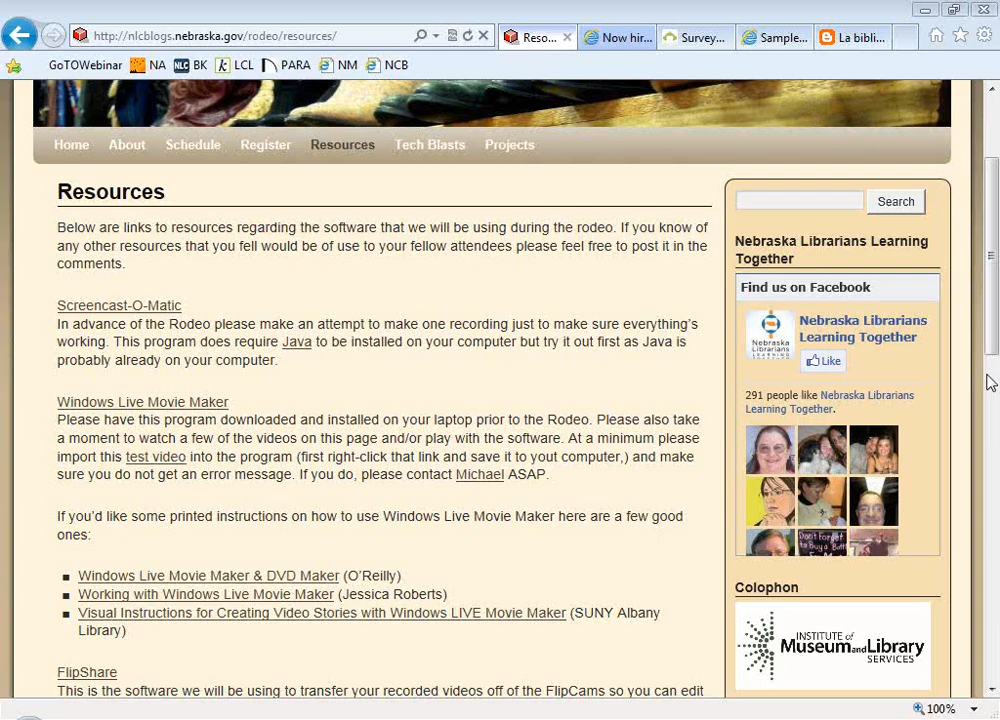 http://nlcblogs.nebraska.gov/rodeo/resources/
Reso...
Now hir...
Survey...
Sample...
La bibli...
GoTOWebinar
NA
NLC BK
k LCL
PARA
NM
NCB
Home About Schedule Register Resources Tech Blasts Projects
Resources
Below are links to resources regarding the software that we will be using during the rodeo. If you know of
any other resources that you fell would be of use to your fellow attendees please feel free to post it in the
comments.
Screencast-O-Matic
In advance of the Rodeo please make an attempt to make one recording just to make sure everything's
working. This program does require Java to be installed on your computer but try it out first as Java is
probably already on your computer.
Windows Live Movie Maker
Please have this program downloaded and installed on your laptop prior to the Rodeo. Please also take
a moment to watch a few of the videos on this page and/or play with the software. At a minimum please
import this test video into the program (first right-click that link and save it to yout computer,) and make
sure you do not get an error message. If you do, please contact Michael ASAP.
If you'd like some printed instructions on how to use Windows Live Movie Maker here are a few good
ones:
Windows Live Movie Maker & DVD Maker (O'Reilly)
Working with Windows Live Movie Maker (Jessica Roberts)
Visual Instructions for Creating Video Stories with Windows LIVE Movie Maker (SUNY Albany
Library)
FlipShare
This is the software we will be using to transfer your recorded videos off of the FlipCams so you can edit
Search
Nebraska Librarians Learning
Together
Find us on Facebook
Nebraska
Librarians
LEARNING
TOGETHER
Nebraska Librarians
Learning Together
Like
291 people like Nebraska Librarians
Learning Together.
Don't forget
to buy a Butt
Colophon
INSTITUTE of
Museum and Library
SERVICES
100%